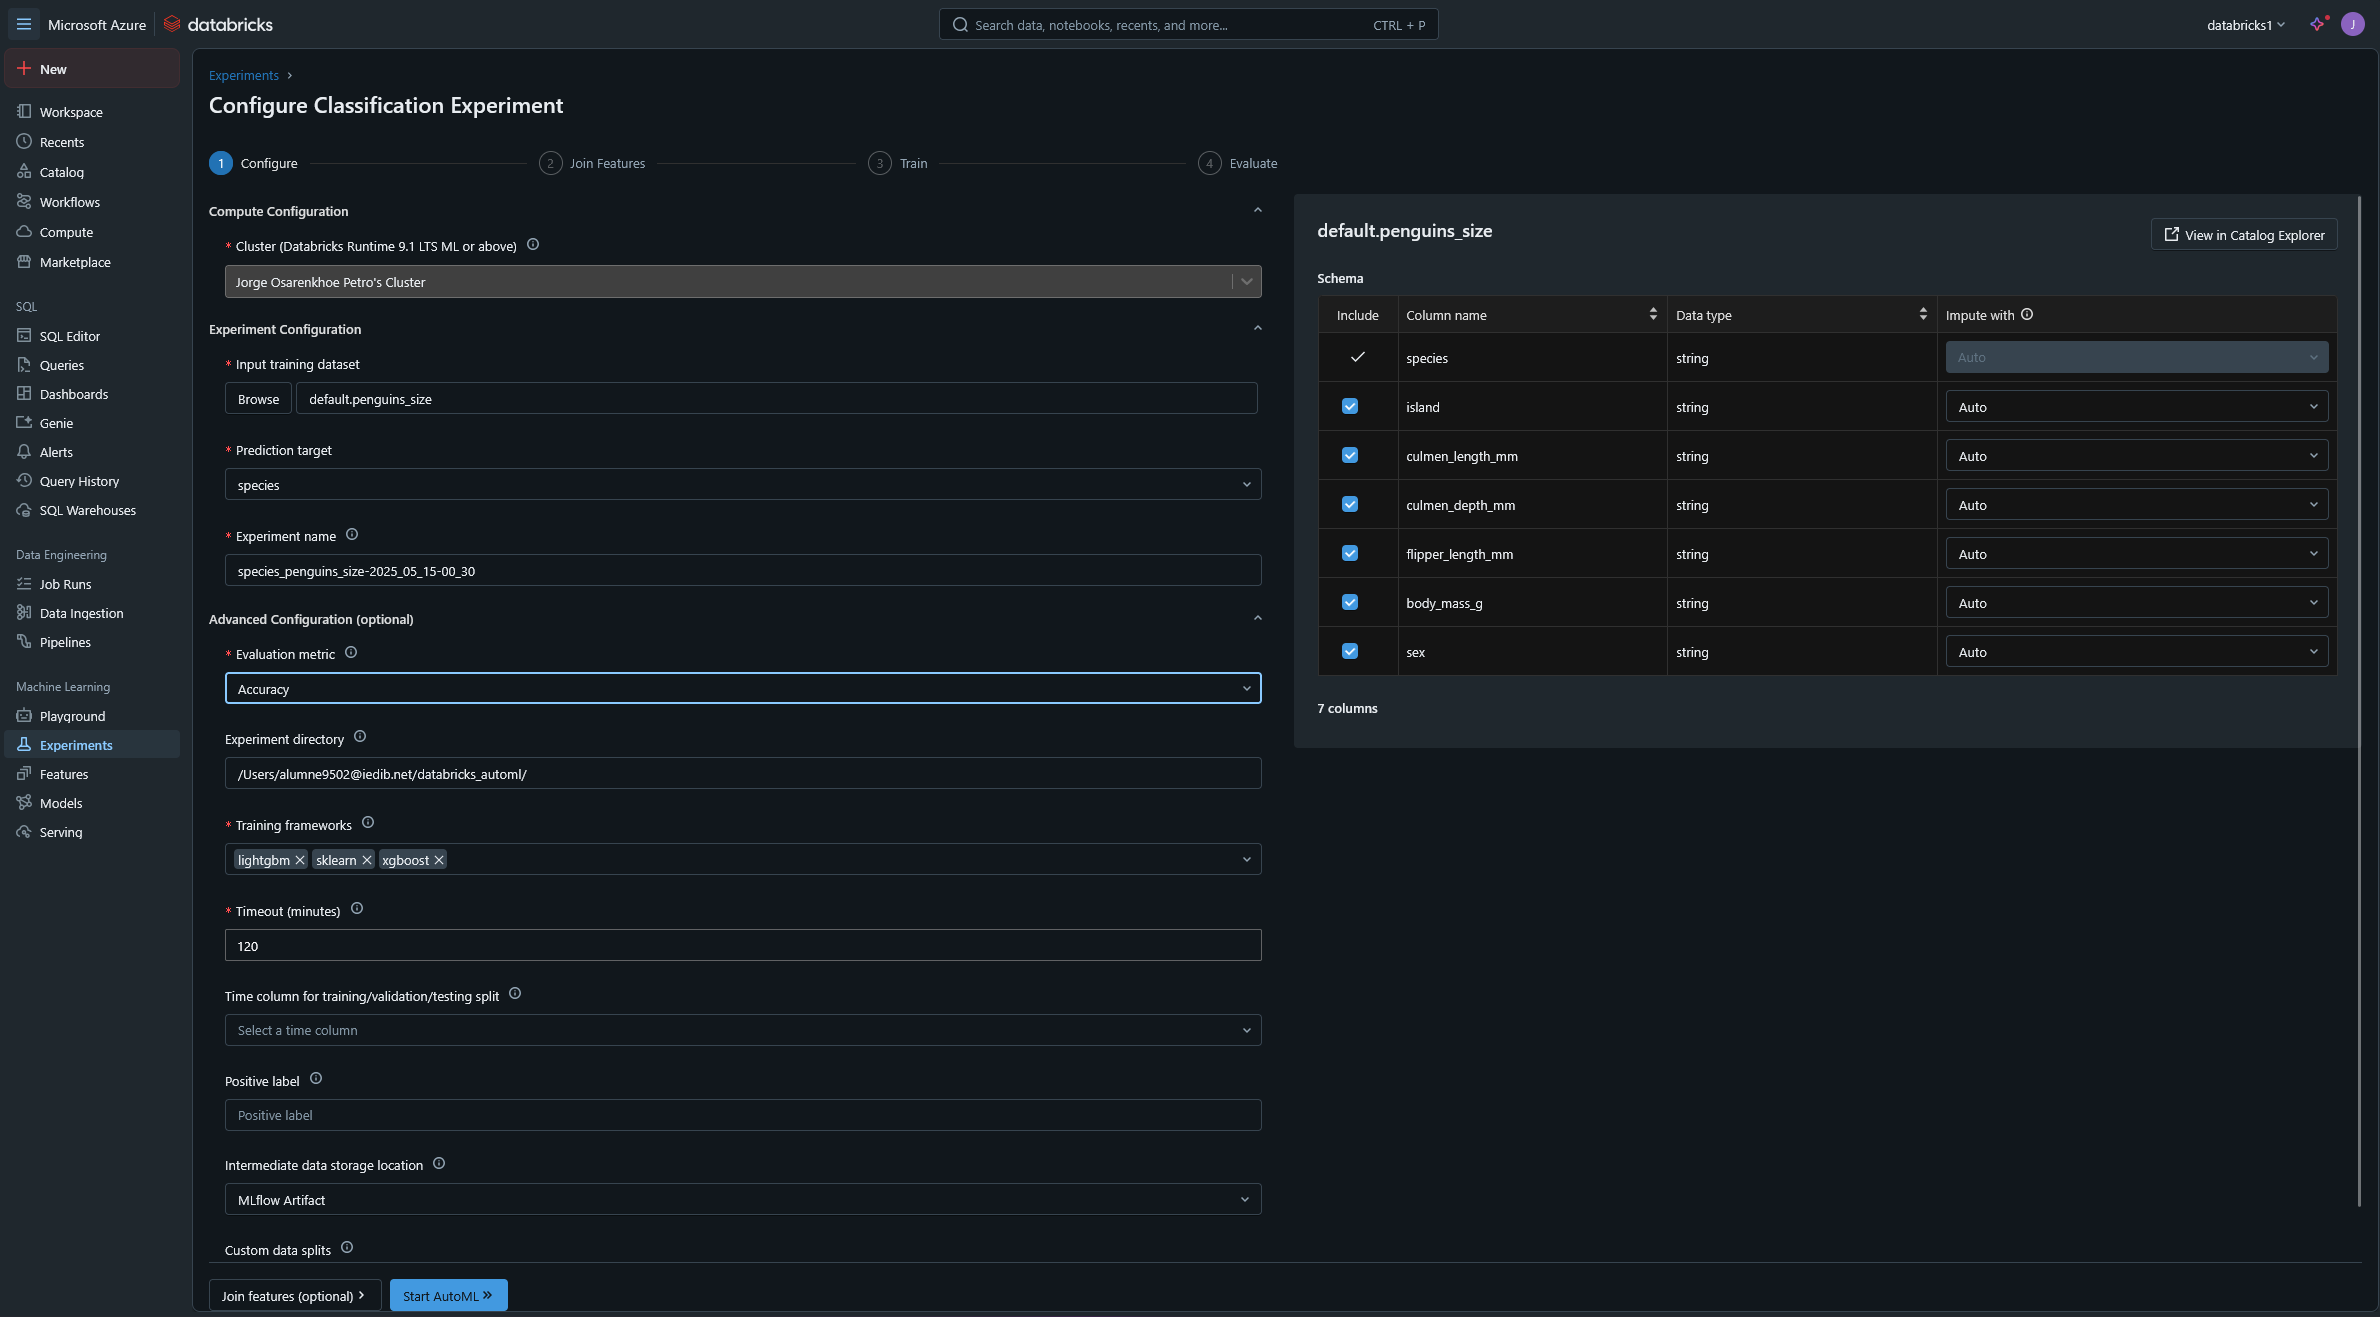 Microsoft Azure databricks
Search data, notebooks, recents, and more... CTRL + P
databricks1 J
New
Workspace
Recents
Catalog
Workflows
Compute
Marketplace
SQL
SQL Editor
Queries
Dashboards
Genie
Alerts
Query History
SQL Warehouses
Data Engineering
Job Runs
Data Ingestion
Pipelines
Machine Learning
Playground
Experiments
Features
Models
Serving
Experiments
Configure Classification Experiment
1 Configure 2 Join Features 3 Train 4 Evaluate
Compute Configuration
* Cluster (Databricks Runtime 9.1 LTS ML or above)
Jorge Osarenkhoe Petro's Cluster
Experiment Configuration
* Input training dataset
Browse default.penguins_size
* Prediction target
species
* Experiment name
species_penguins_size-2025_05_15-00_30
Advanced Configuration (optional)
* Evaluation metric
Accuracy
Experiment directory
/Users/alumne9502@iedib.net/databricks_automl/
* Training frameworks
lightgbm sklearn xgboost
* Timeout (minutes)
120
Time column for training/validation/testing split
Select a time column
Positive label
Positive label
Intermediate data storage location
MLflow Artifact
Custom data splits
Join features (optional) Start AutoML
default.penguins_size
View in Catalog Explorer
Schema
Include Column name Data type Impute with
species string Auto
island string Auto
culmen_length_mm string Auto
culmen_depth_mm string Auto
flipper_length_mm string Auto
body_mass_g string Auto
sex string Auto
7 columns